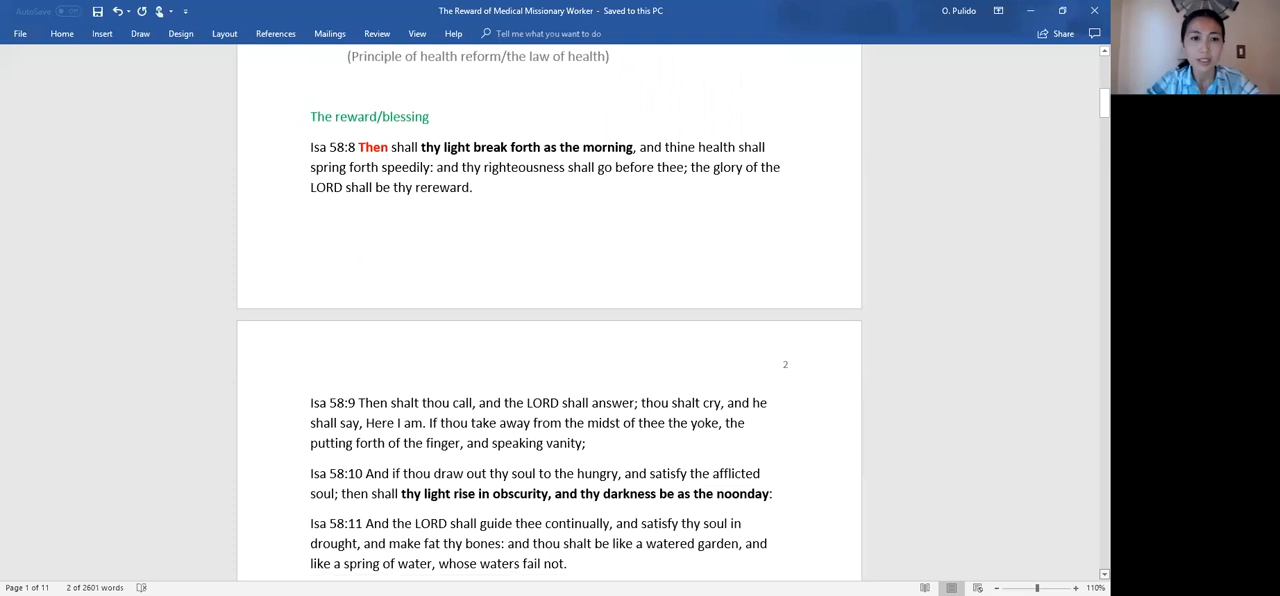 AutoSave Off
The Reward of Medical Missionary Worker - Saved to this PC
O. Pulido
File Home Insert Draw Design Layout References Mailings Review View Help Tell me what you want to do Share
(Principle of health reform/the law of health)
The reward/blessing
Isa 58:8 Then shall thy light break forth as the morning, and thine health shall
spring forth speedily: and thy righteousness shall go before thee; the glory of the
LORD shall be thy rereward.
2
Isa 58:9 Then shalt thou call, and the LORD shall answer; thou shalt cry, and he
shall say, Here I am. If thou take away from the midst of thee the yoke, the
putting forth of the finger, and speaking vanity;
Isa 58:10 And if thou draw out thy soul to the hungry, and satisfy the afflicted
soul; then shall thy light rise in obscurity, and thy darkness be as the noonday:
Isa 58:11 And the LORD shall guide thee continually, and satisfy thy soul in
drought, and make fat thy bones: and thou shalt be like a watered garden, and
like a spring of water, whose waters fail not.
Page 1 of 11 2 of 2601 words 110%